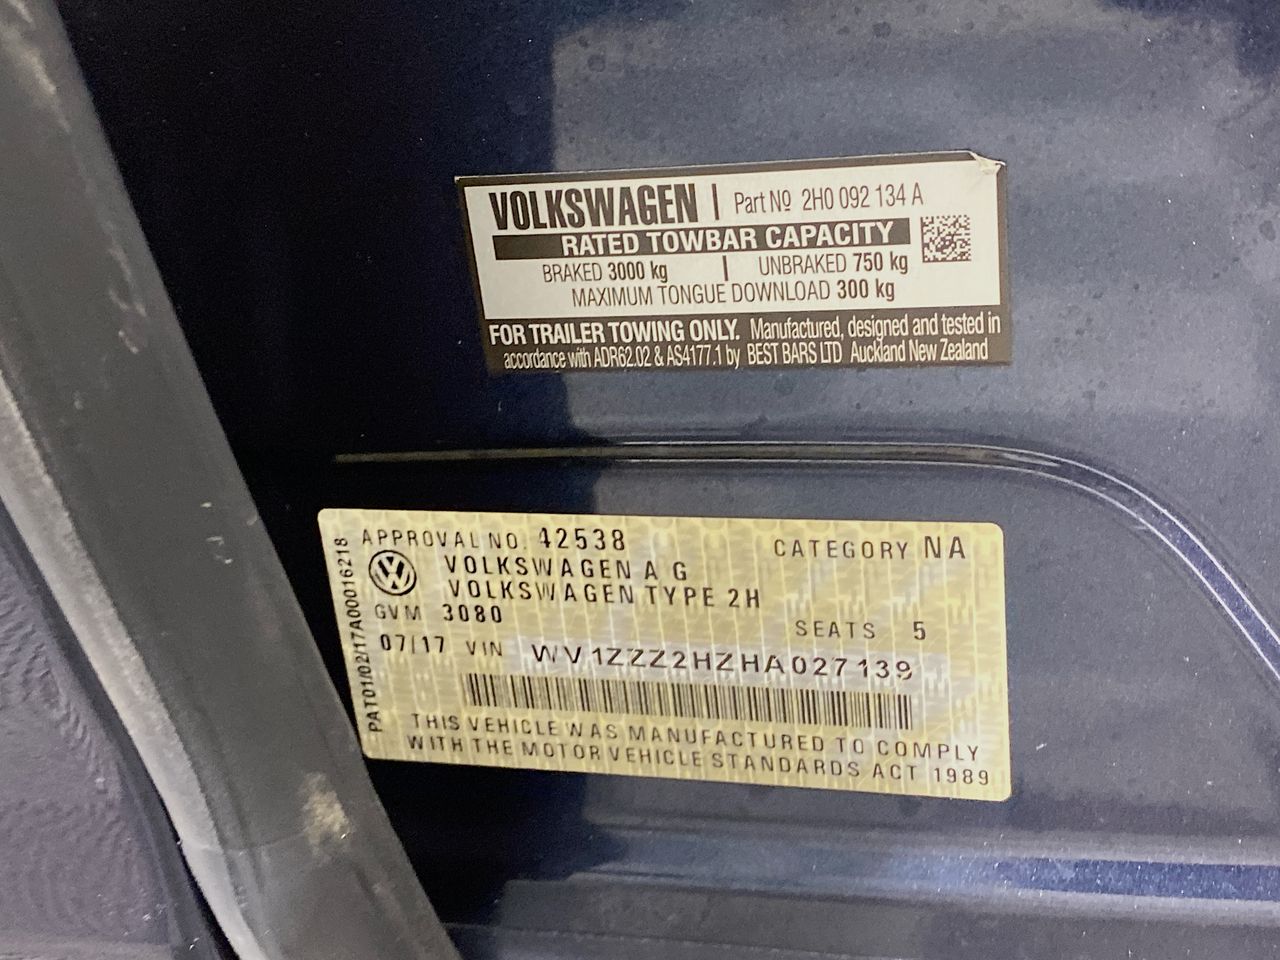 VOLKSWAGEN | Part Nº 2H0 092 134 A
RATED TOWBAR CAPACITY
BRAKED 3000 kg | UNBRAKED 750 kg
MAXIMUM TONGUE DOWNLOAD 300 kg
FOR TRAILER TOWING ONLY. Manufactured, designed and tested in
accordance with ADR62.02 & AS4177.1 by BEST BARS LTD Auckland New Zealand
APPROVAL NO. 42538 CATEGORY NA
VOLKSWAGEN A G
VOLKSWAGEN TYPE 2H
GVM 3080
SEATS 5
07/17 VIN WV1ZZZ2HZHA027139
THIS VEHICLE WAS MANUFACTURED TO COMPLY
WITH THE MOTOR VEHICLE STANDARDS ACT 1989
PAT01/02/17A00016218